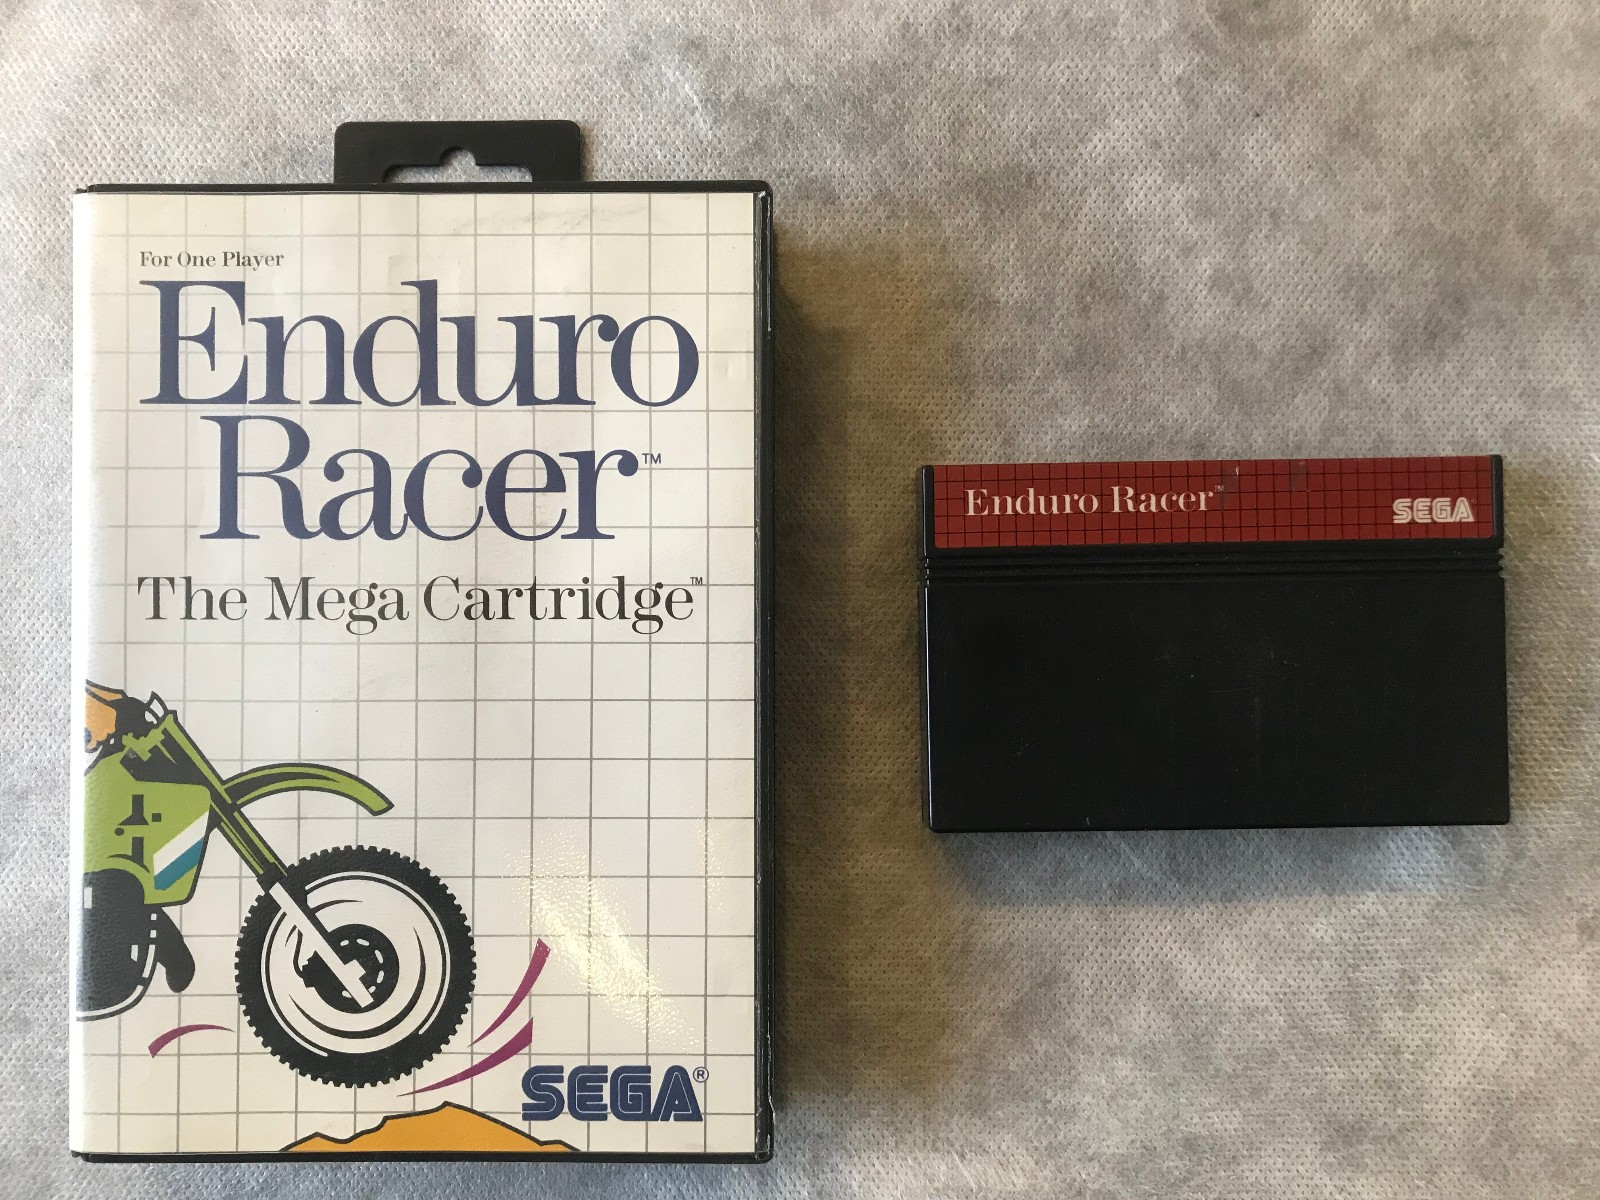 For One Player
Enduro
Racer™
The Mega Cartridge™
SEGA®
Enduro Racer™
SEGA